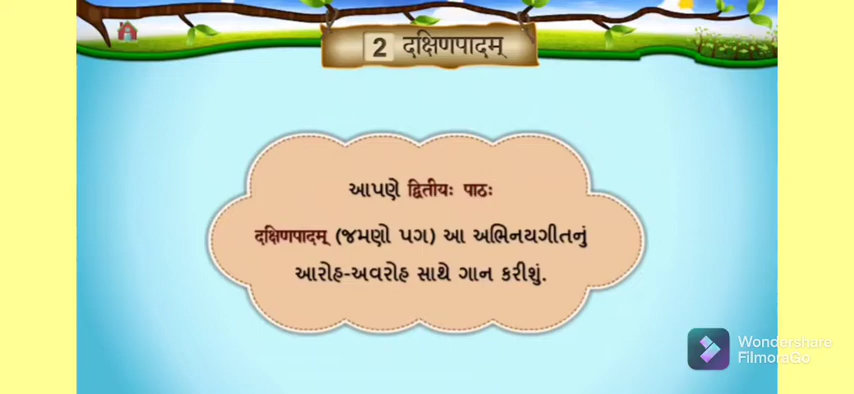 2 दक्षिणपादम्
આપણે द्वितीयः पाठः
दक्षिणपादम् (જમણો પગ) આ અભિનયગીતનું
આરોહ-અવરોહ સાથે ગાન કરીશું.
Wondershare
FilmoraGo